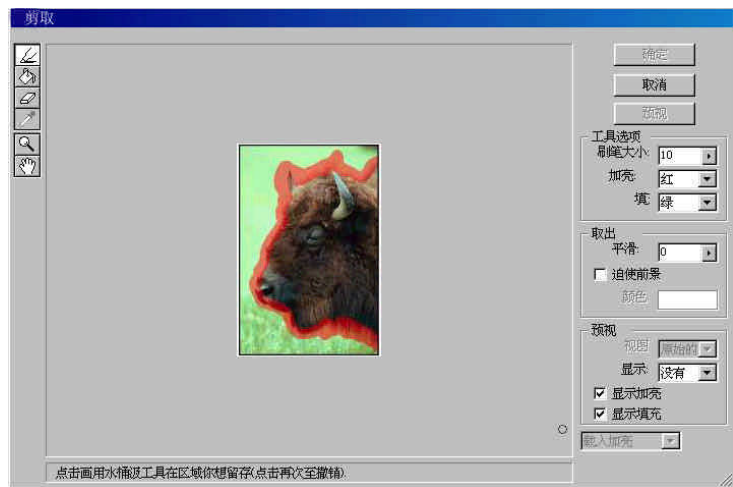 剪取
确定
取消
预视
工具选项
刷笔大小: 10
加亮: 红
填: 绿
取出
平滑: 0
迫使前景
颜色:
预视
视图: 原始的
显示: 没有
显示加亮
显示填充
载入加亮
点击画用水桶泼工具在区域你想留存(点击再次至撤销).